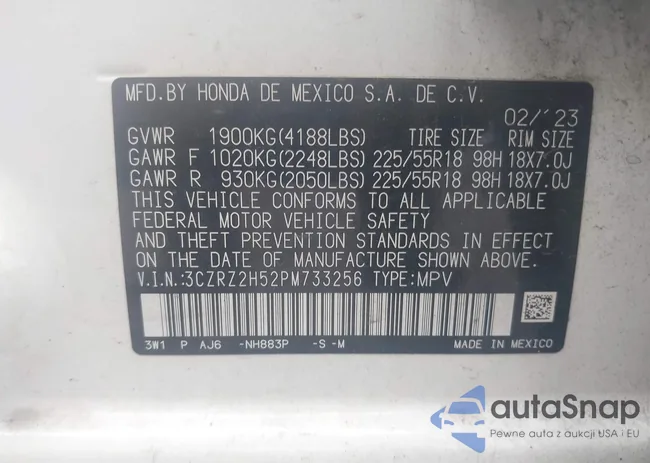 MFD.BY HONDA DE MEXICO S.A. DE C.V.
02/'23
GVWR 1900KG(4188LBS) TIRE SIZE RIM SIZE
GAWR F 1020KG(2248LBS) 225/55R18 98H 18X7.0J
GAWR R 930KG(2050LBS) 225/55R18 98H 18X7.0J
THIS VEHICLE CONFORMS TO ALL APPLICABLE
FEDERAL MOTOR VEHICLE SAFETY
AND THEFT PREVENTION STANDARDS IN EFFECT
ON THE DATE OF MANUFACTURE SHOWN ABOVE.
V.I.N.:3CZRZ2H52PM733256 TYPE:MPV
3W1 P AJ6 -NH883P -S -M MADE IN MEXICO
autaSnap
Pewne auta z aukcji USA i EU